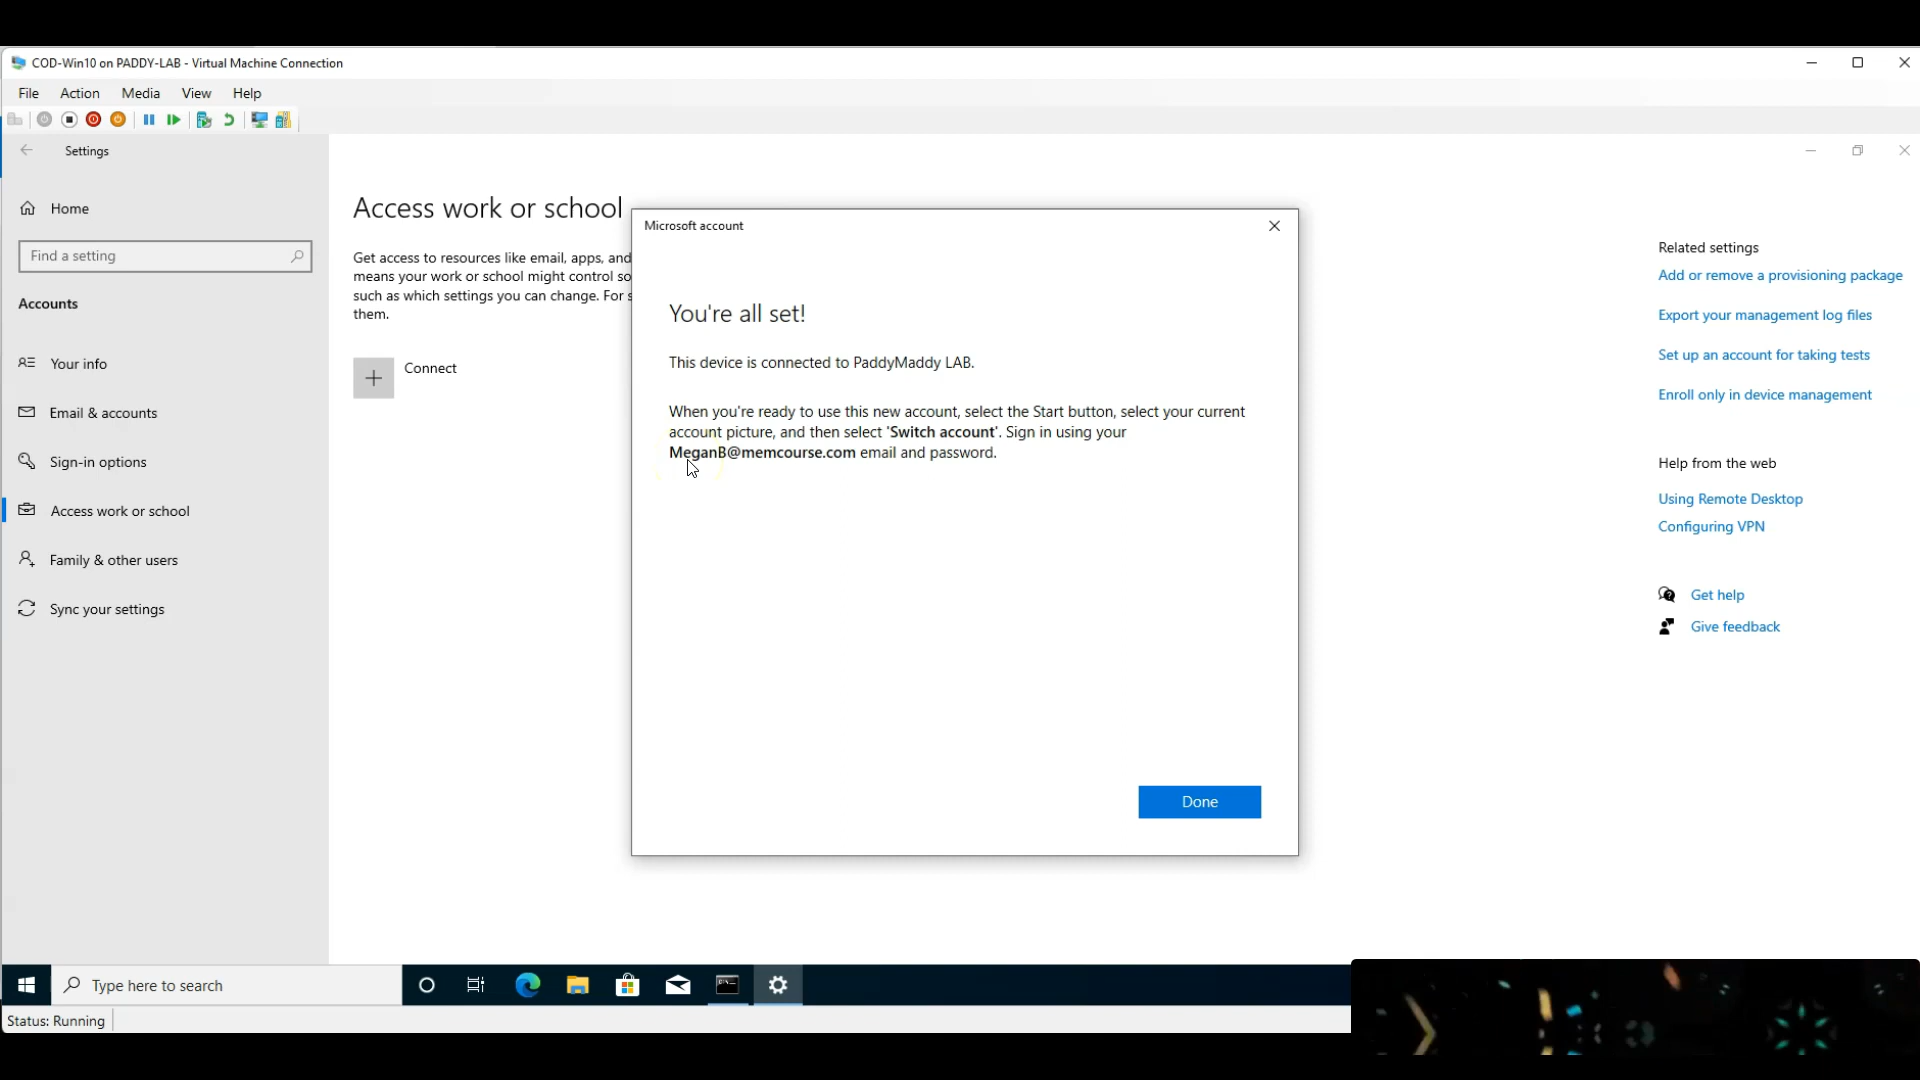 COD-Win10 on PADDY-LAB - Virtual Machine Connection
File Action Media View Help
Settings
Home
Find a setting
Accounts
Your info
Email & accounts
Sign-in options
Access work or school
Family & other users
Sync your settings
Access work or school
Get access to resources like email, apps, and
means your work or school might control so
such as which settings you can change. For s
them.
Connect
Microsoft account
You're all set!
This device is connected to PaddyMaddy LAB.
When you're ready to use this new account, select the Start button, select your current
account picture, and then select 'Switch account'. Sign in using your
MeganB@memcourse.com email and password.
Done
Related settings
Add or remove a provisioning package
Export your management log files
Set up an account for taking tests
Enroll only in device management
Help from the web
Using Remote Desktop
Configuring VPN
Get help
Give feedback
Type here to search
Status: Running